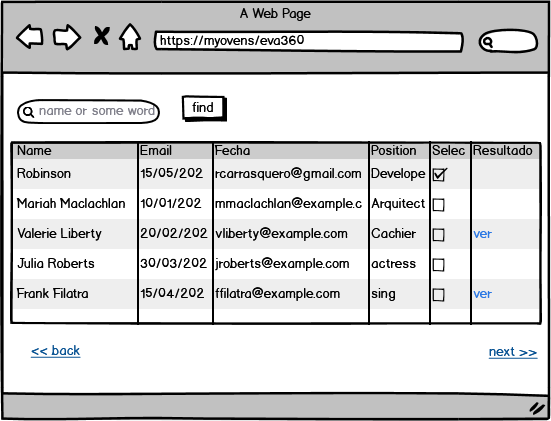 A Web Page
https://myovens/eva360
name or some word
find
Name Email Fecha Position Selec Resultado
Robinson 15/05/202 rcarrasquero@gmail.com Develope
Mariah Maclachlan 10/01/202 mmaclachlan@example.c Arquitect
Valerie Liberty 20/02/202 vliberty@example.com Cachier ver
Julia Roberts 30/03/202 jroberts@example.com actress
Frank Filatra 15/04/202 ffilatra@example.com sing ver
<< back next >>